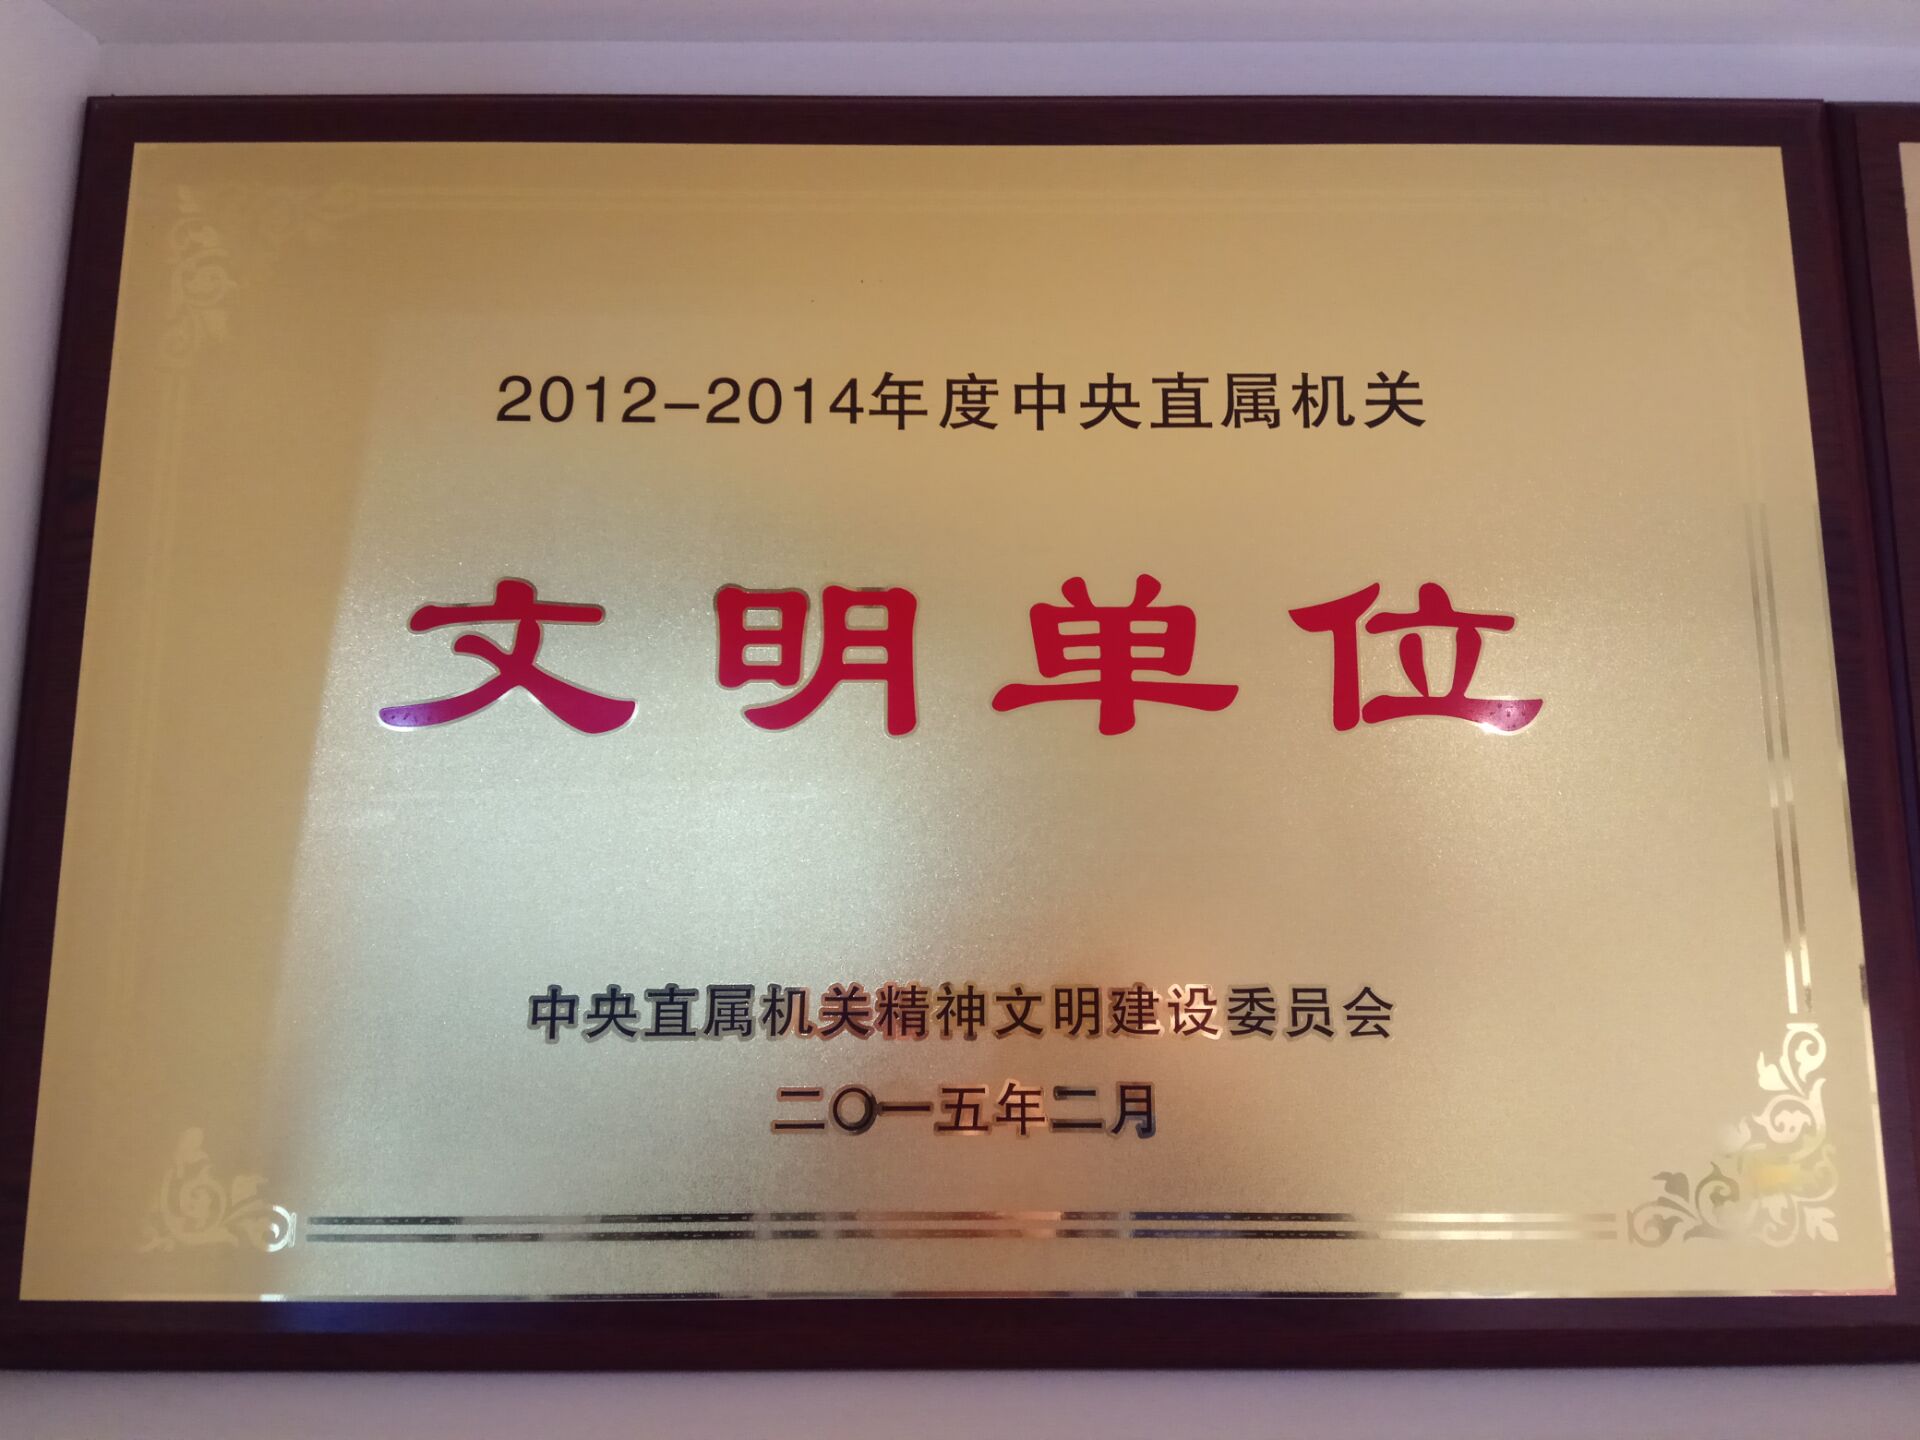 2012-2014年度中央直属机关
文明单位
中央直属机关精神文明建设委员会
二〇一五年二月